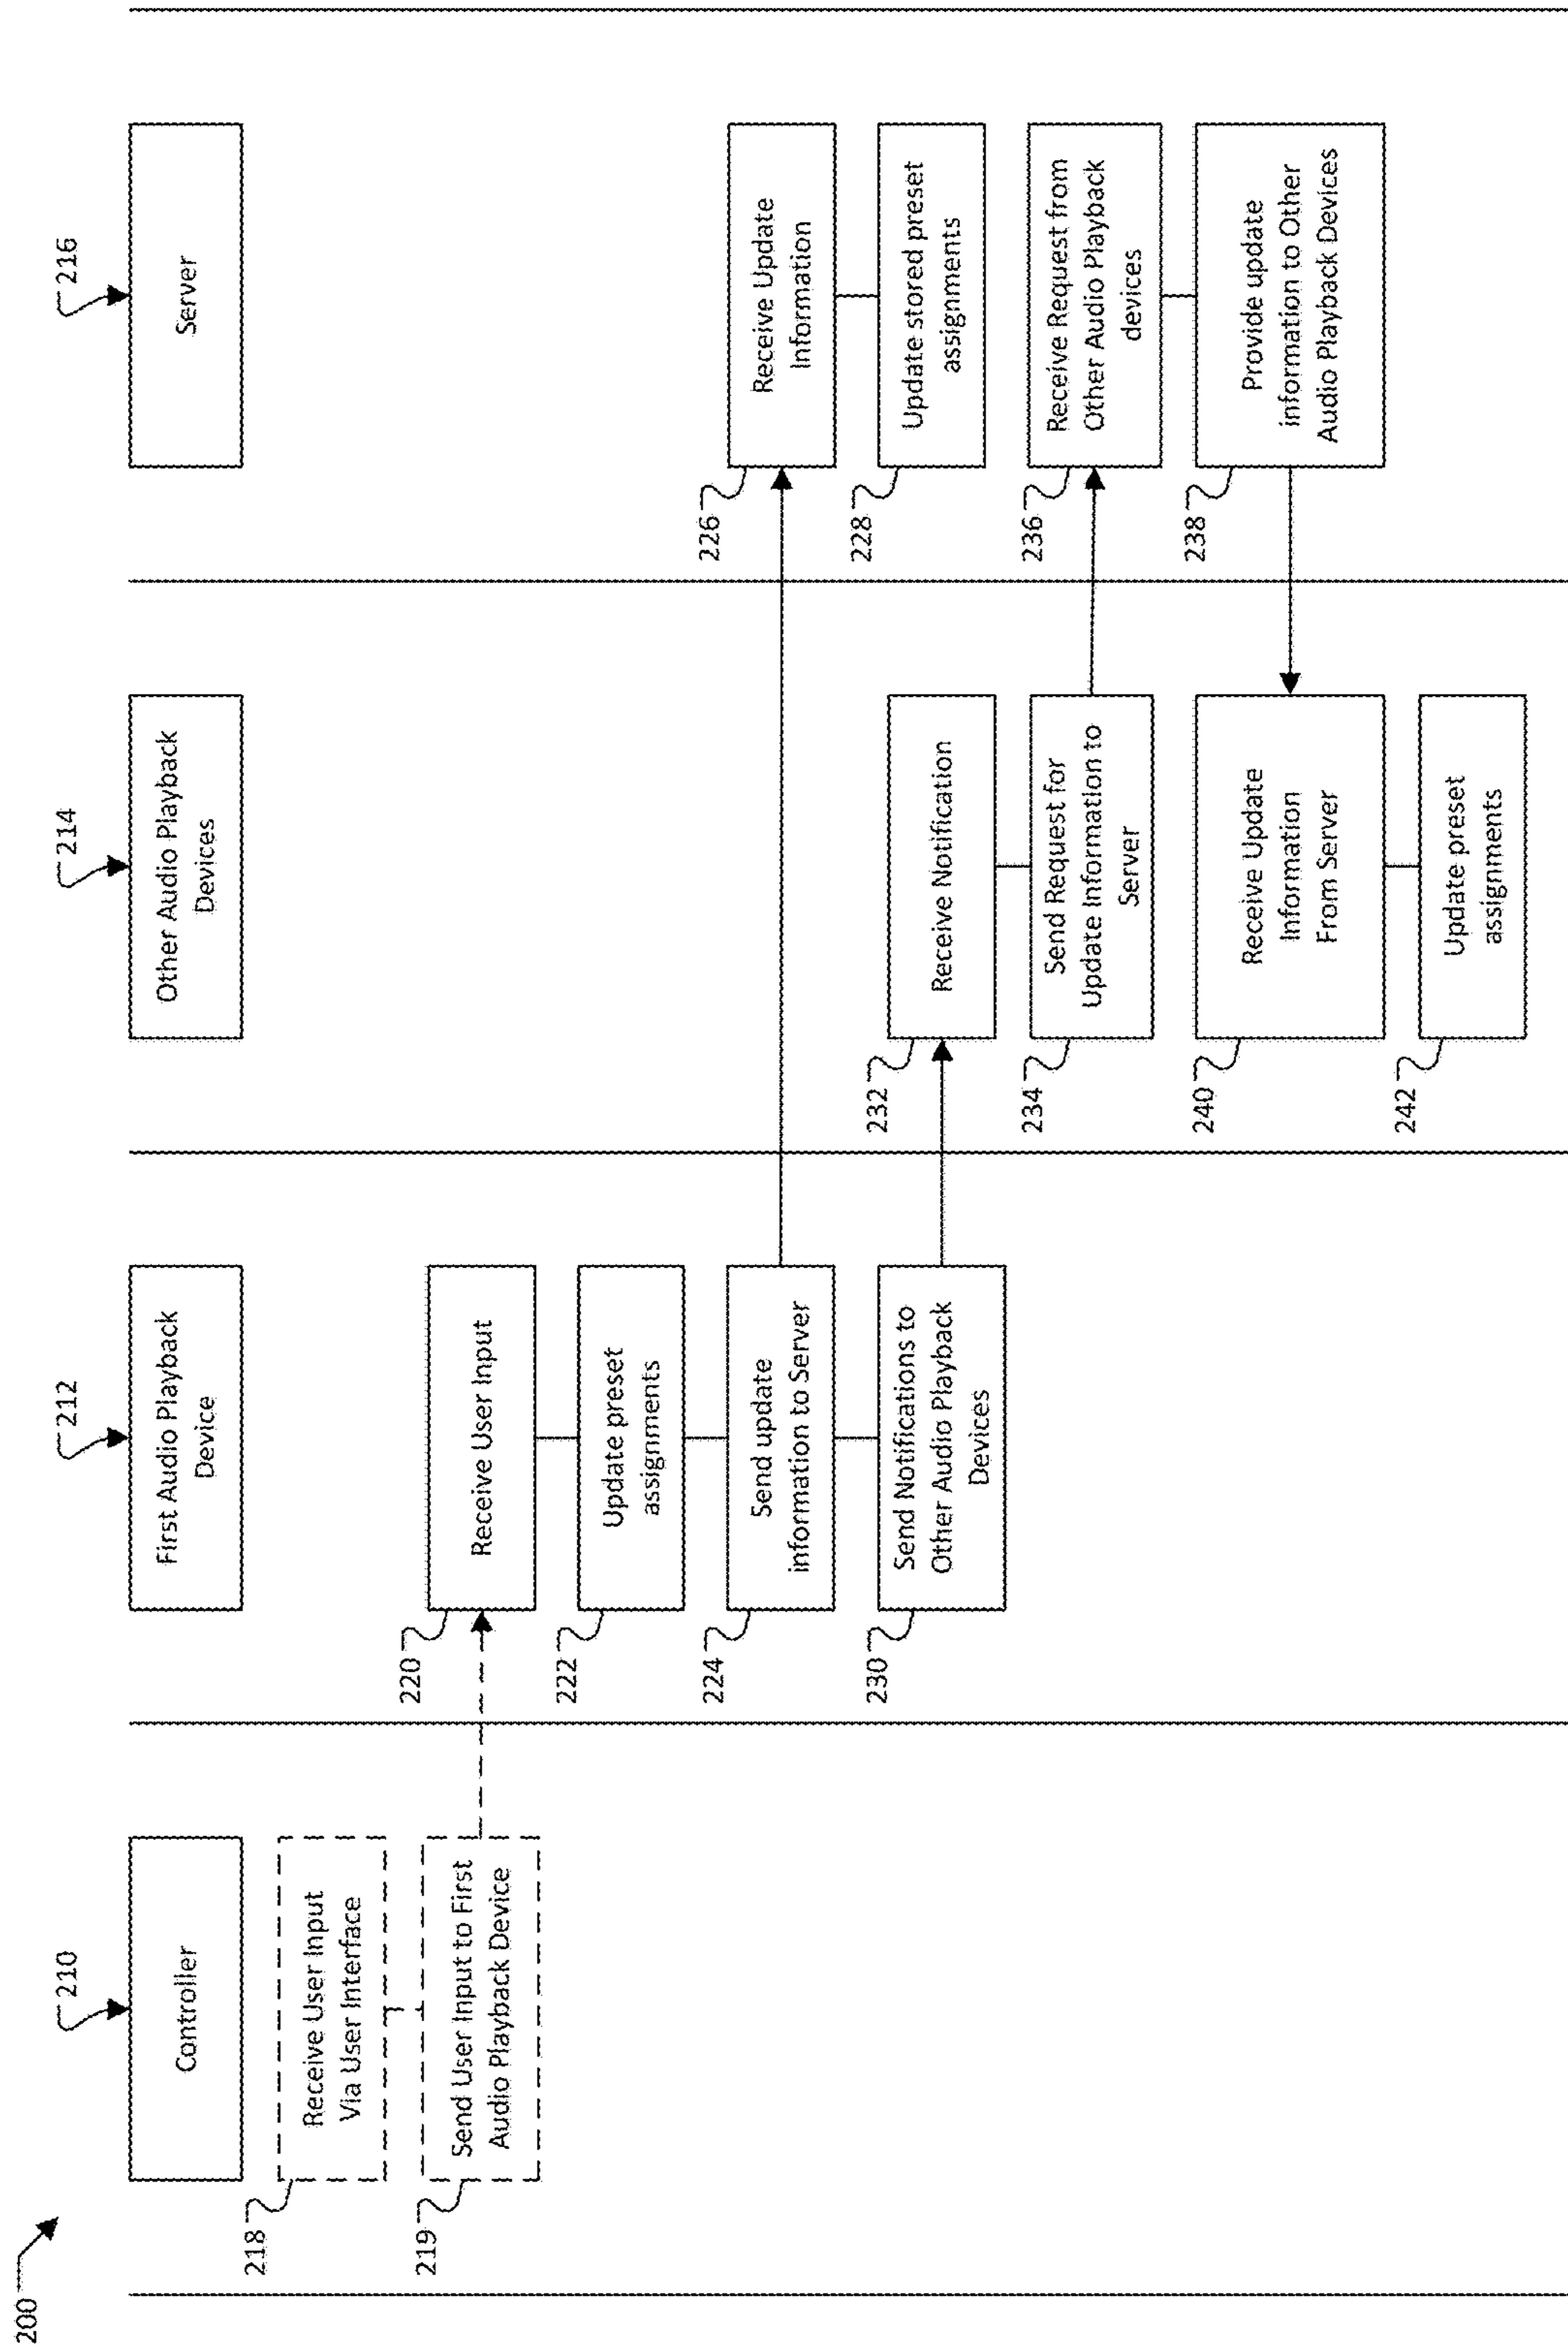 200
210
Controller
218
Receive User Input
Via User Interface
219
Send User Input to First
Audio Playback Device
212
First Audio Playback
Device
220
Receive User Input
222
Update preset
assignments
224
Send update
information to Server
230
Send Notifications to
Other Audio Playback
Devices
214
Other Audio Playback
Devices
232
Receive Notification
234
Send Request for
Update Information to
Server
240
Receive Update
Information
From Server
242
Update preset
assignments
216
Server
226
Receive Update
Information
228
Update stored preset
assignments
236
Receive Request from
Other Audio Playback
devices
238
Provide update
information to Other
Audio Playback Devices